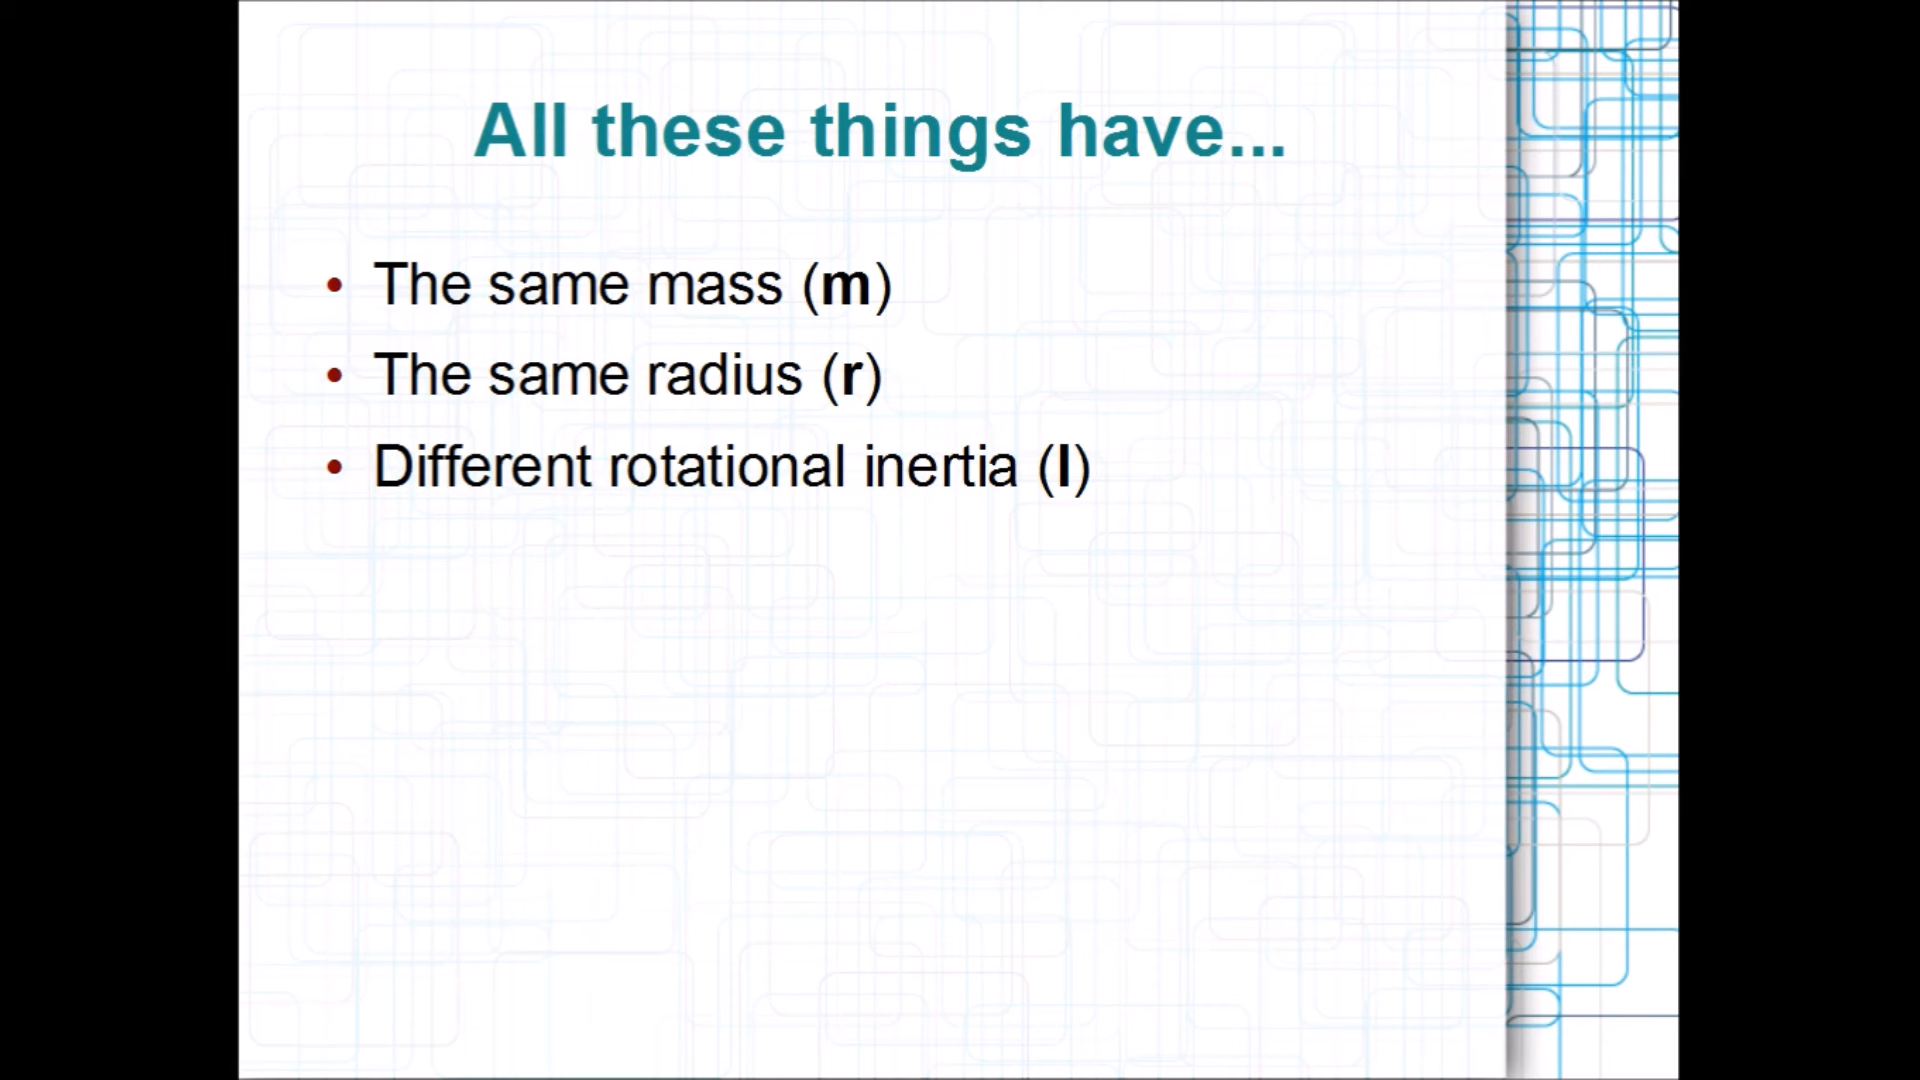 All these things have...
• The same mass (m)
• The same radius (r)
• Different rotational inertia (I)